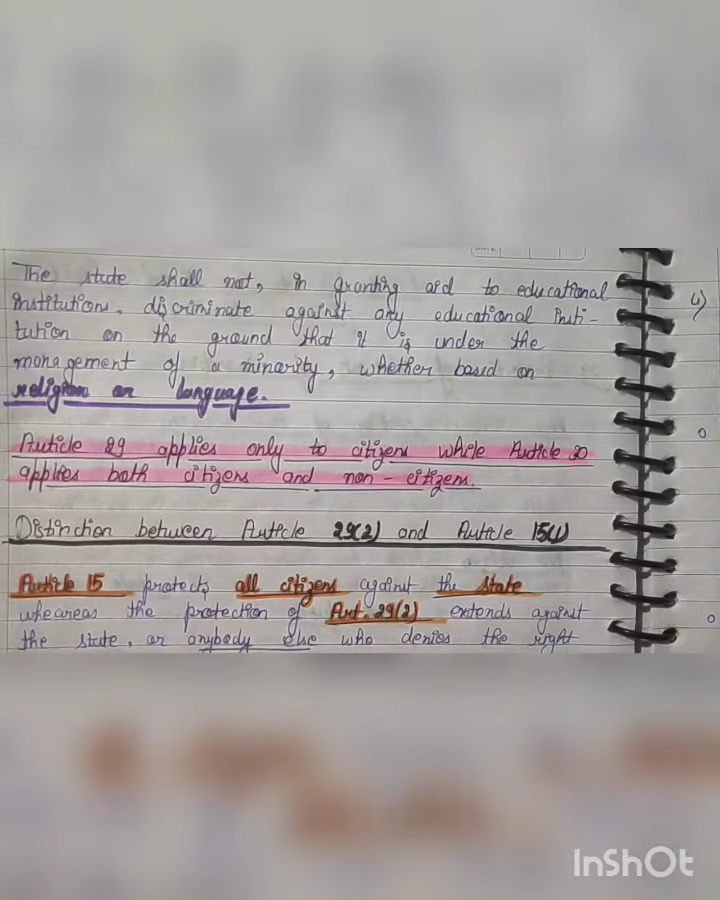 The state shall not, in granting aid to educational
institutions, discriminate against any educational insti-
tution on the ground that it is under the
management of a minority, whether based on
religion or language.
Article 29 applies only to citizens while Article 30
applies both citizens and non-citizens.
Distinction between Article 29(2) and Article 15(1)
Article 15 protects all citizens against the state
wheareas the protection of Art. 29(2) extends against
the state, or anybody else who denies the right
4)
InShOt